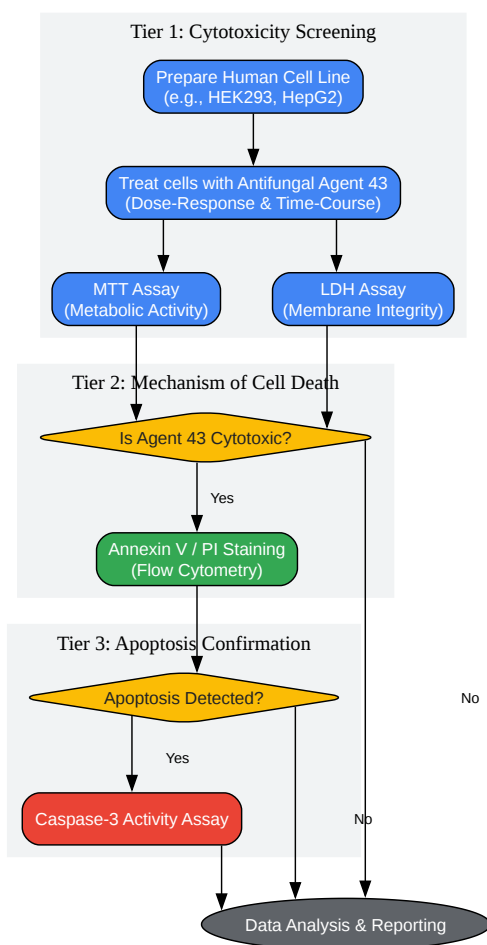 Tier 1: Cytotoxicity Screening
Prepare Human Cell Line
(e.g., HEK293, HepG2)
Treat cells with Antifungal Agent 43
(Dose-Response & Time-Course)
MTT Assay
(Metabolic Activity)
LDH Assay
(Membrane Integrity)
Tier 2: Mechanism of Cell Death
Is Agent 43 Cytotoxic?
Yes
Annexin V / PI Staining
(Flow Cytometry)
Tier 3: Apoptosis Confirmation
Apoptosis Detected?
No
Yes
Caspase-3 Activity Assay
No
Data Analysis & Reporting